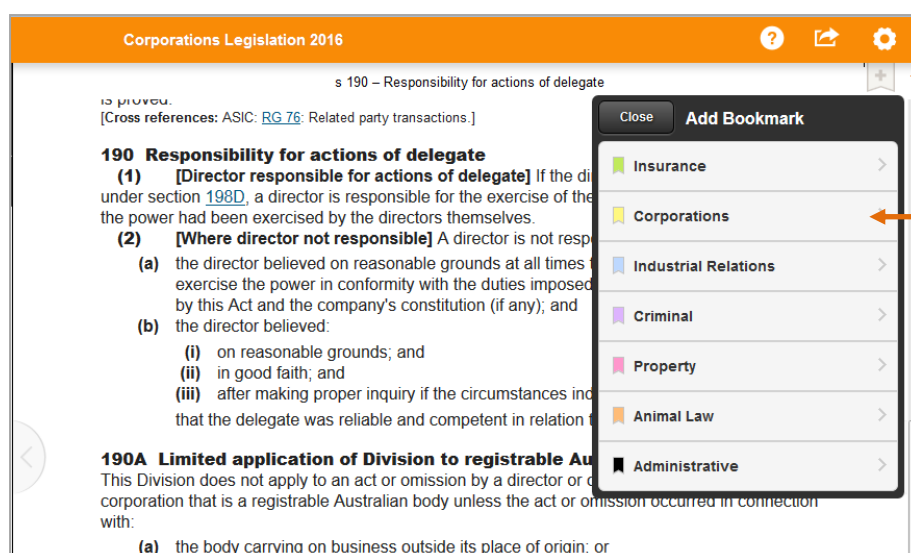 Corporations Legislation 2016
?
s 190 – Responsibility for actions of delegate
is proved.
[Cross references: ASIC: RG 76: Related party transactions.]
190 Responsibility for actions of delegate
(1) [Director responsible for actions of delegate] If the di
under section 198D, a director is responsible for the exercise of the
the power had been exercised by the directors themselves.
(2) [Where director not responsible] A director is not resp
(a) the director believed on reasonable grounds at all times
exercise the power in conformity with the duties imposed
by this Act and the company's constitution (if any); and
(b) the director believed:
(i) on reasonable grounds; and
(ii) in good faith; and
(iii) after making proper inquiry if the circumstances ind
that the delegate was reliable and competent in relation
190A Limited application of Division to registrable Au
This Division does not apply to an act or omission by a director or
corporation that is a registrable Australian body unless the act or omission occurred in connection
with:
(a) the body carrying on business outside its place of origin; or
Close Add Bookmark
Insurance
Corporations
Industrial Relations
Criminal
Property
Animal Law
Administrative